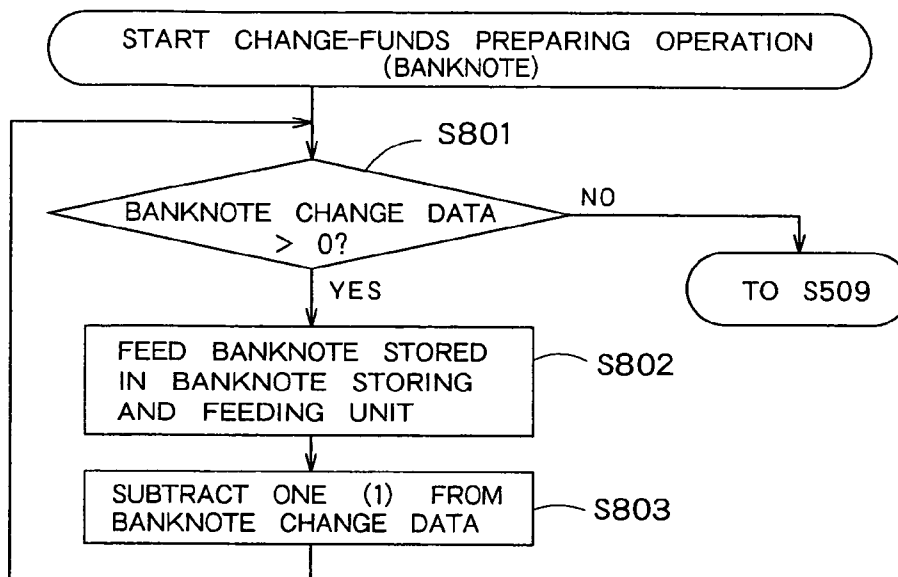 START CHANGE-FUNDS PREPARING OPERATION
(BANKNOTE)
S801
BANKNOTE CHANGE DATA
> 0?
NO
YES
TO S509
FEED BANKNOTE STORED
IN BANKNOTE STORING
AND FEEDING UNIT
S802
SUBTRACT ONE (1) FROM
BANKNOTE CHANGE DATA
S803